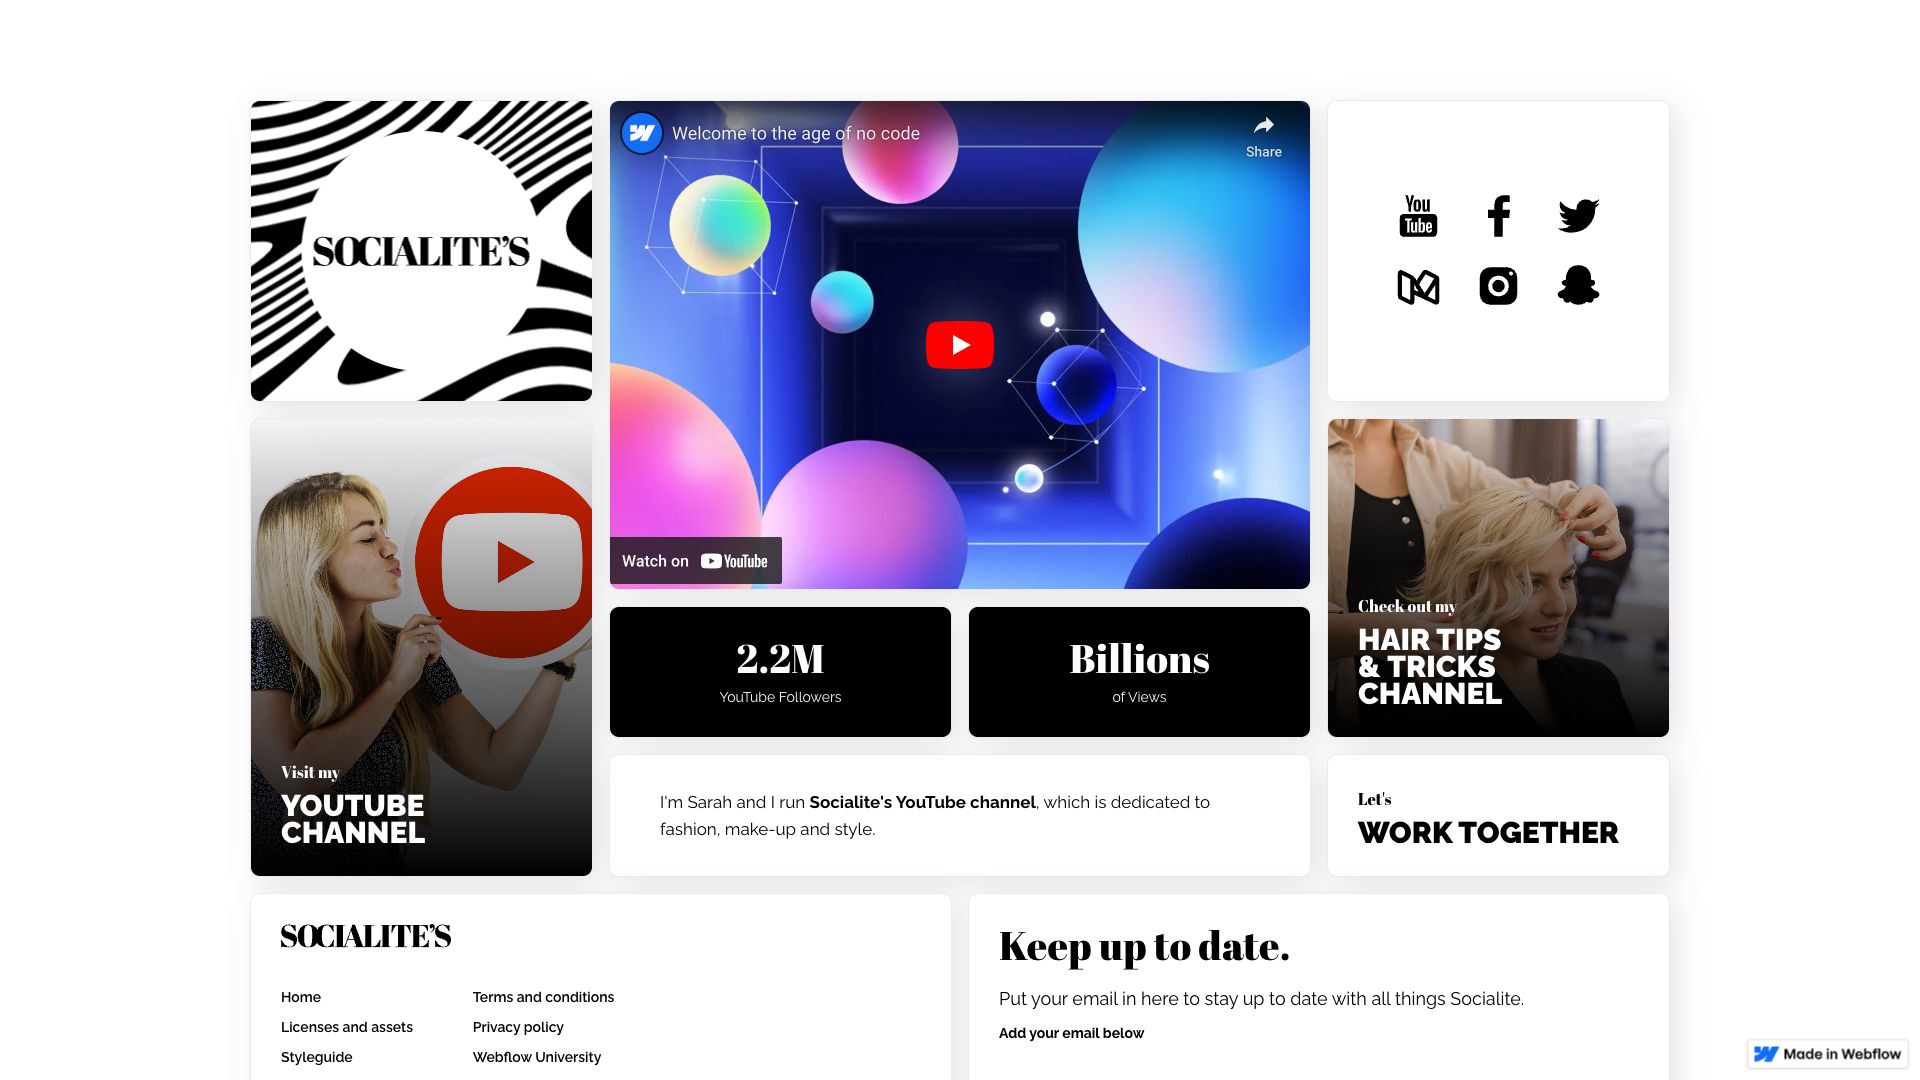 SOCIALITE'S
Welcome to the age of no code
Share
Watch on YouTube
You
Tube
Visit my
YOUTUBE
CHANNEL
2.2M
YouTube Followers
Billions
of Views
Check out my
HAIR TIPS
& TRICKS
CHANNEL
I'm Sarah and I run Socialite's YouTube channel, which is dedicated to
fashion, make-up and style.
Let's
WORK TOGETHER
SOCIALITE'S
Home
Licenses and assets
Styleguide
Terms and conditions
Privacy policy
Webflow University
Keep up to date.
Put your email in here to stay up to date with all things Socialite.
Add your email below
Made in Webflow